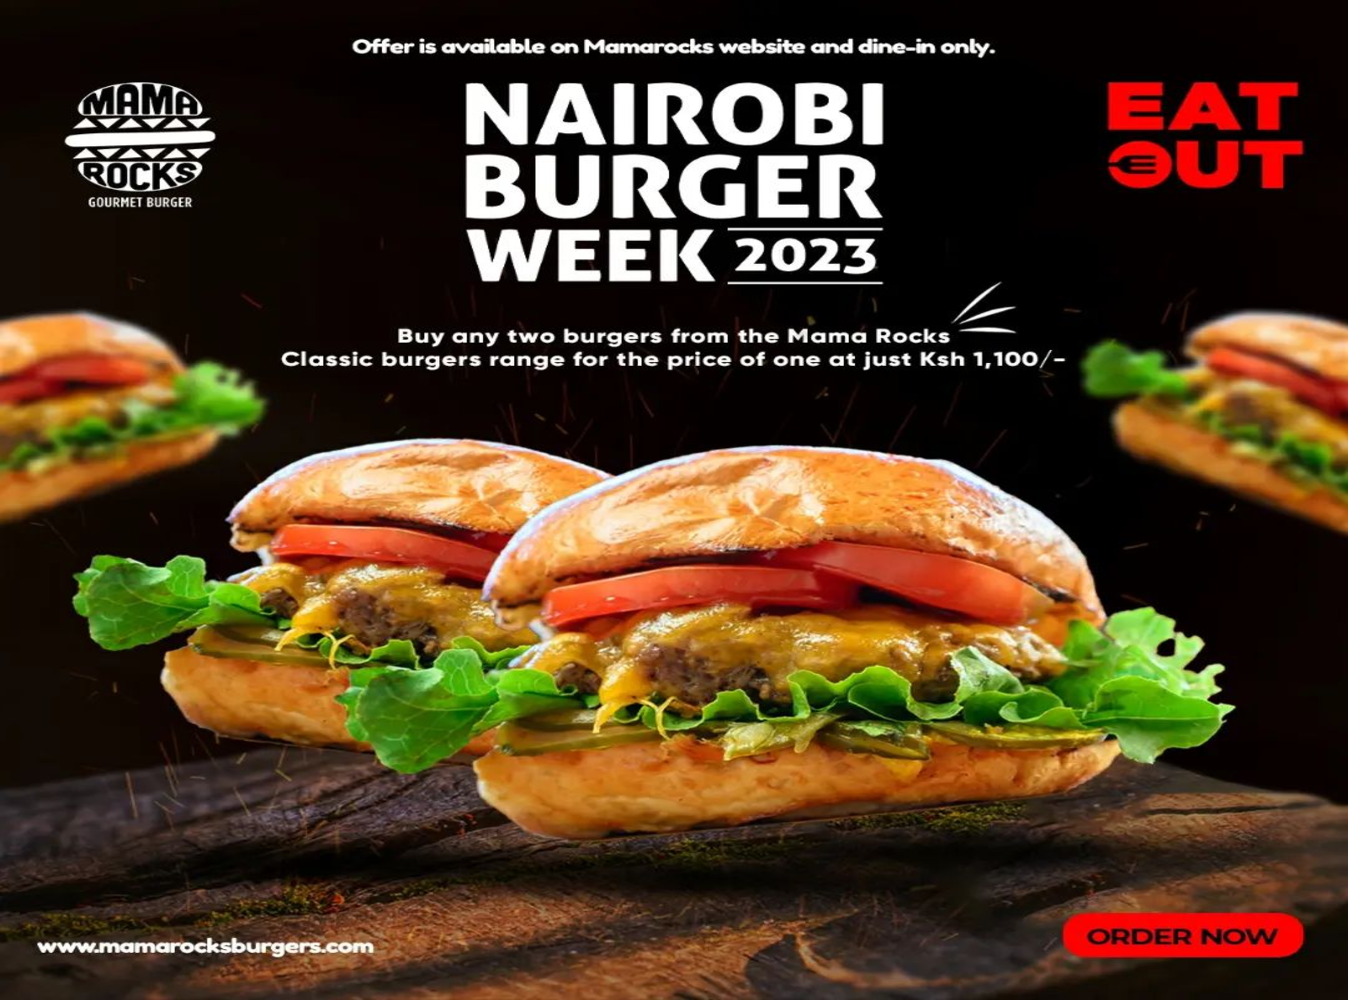 Offer is available on Mamarocks website and dine-in only.
MAMA
ROCKS
GOURMET BURGER
NAIROBI
BURGER
WEEK 2023
EAT
OUT
Buy any two burgers from the Mama Rocks
Classic burgers range for the price of one at just Ksh 1,100/-
www.mamarocksburgers.com
ORDER NOW